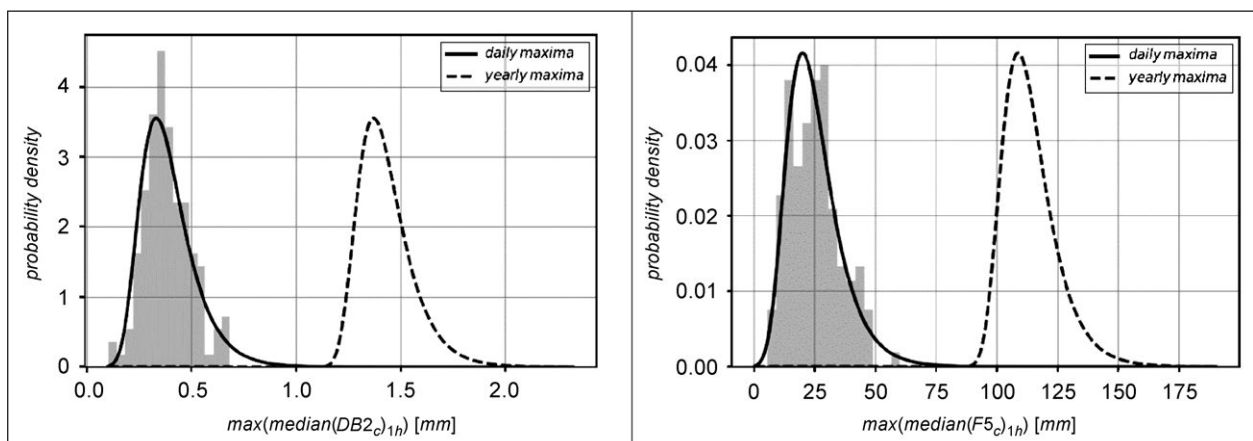 daily maxima
yearly maxima
probability density
4
3
2
1
0
0.0 0.5 1.0 1.5 2.0
max(median(DB2c)1h) [mm]
daily maxima
yearly maxima
probability density
0.04
0.03
0.02
0.01
0.00
0 25 50 75 100 125 150 175
max(median(F5c)1h) [mm]